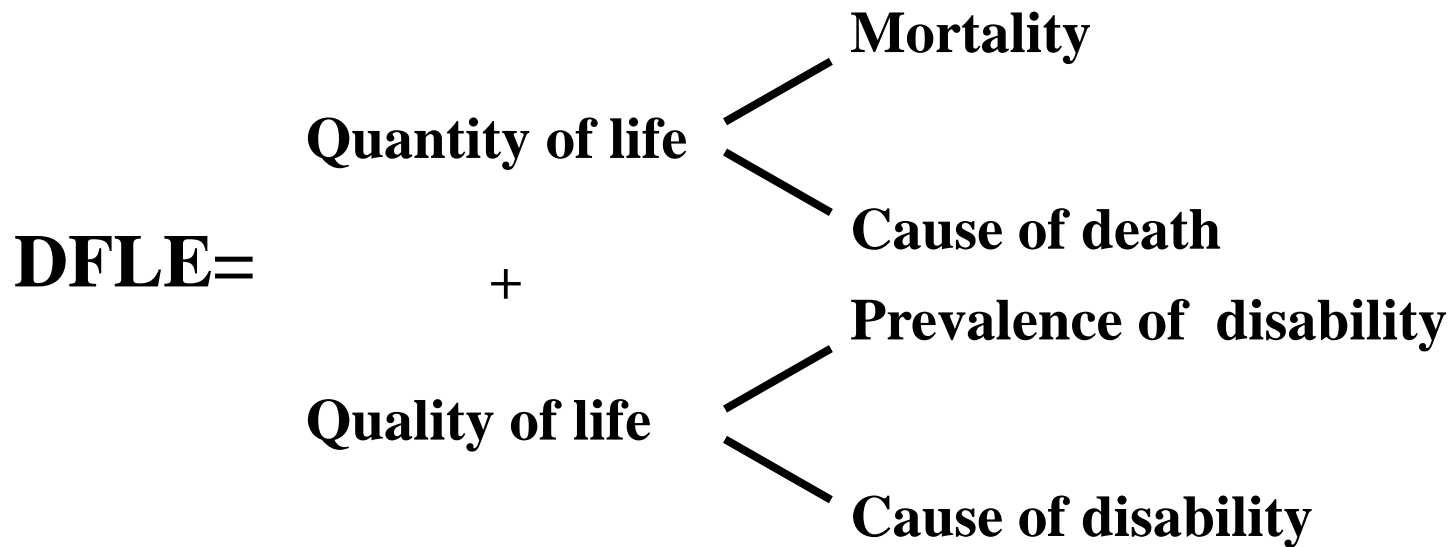 Mortality
Quantity of life
Cause of death
DFLE=
+
Prevalence of disability
Quality of life
Cause of disability